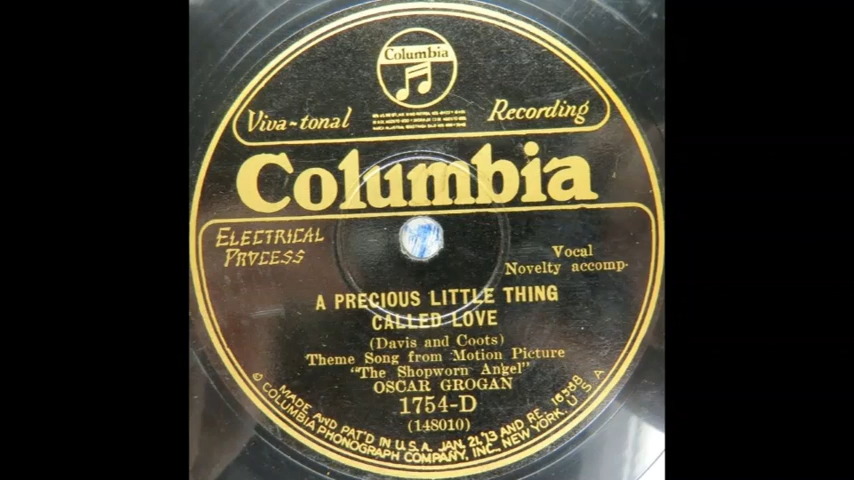 Columbia
Viva-tonal Recording
Columbia
ELECTRICAL
PROCESS
Vocal
Novelty accomp.
A PRECIOUS LITTLE THING
CALLED LOVE
(Davis and Coots)
Theme Song from Motion Picture
"The Shopworn Angel"
OSCAR GROGAN
1754-D
(148010)
MADE AND PAT'D IN U.S.A. JAN. 21, '13 AND RE. 16588
© COLUMBIA PHONOGRAPH COMPANY, INC., NEW YORK, U S A